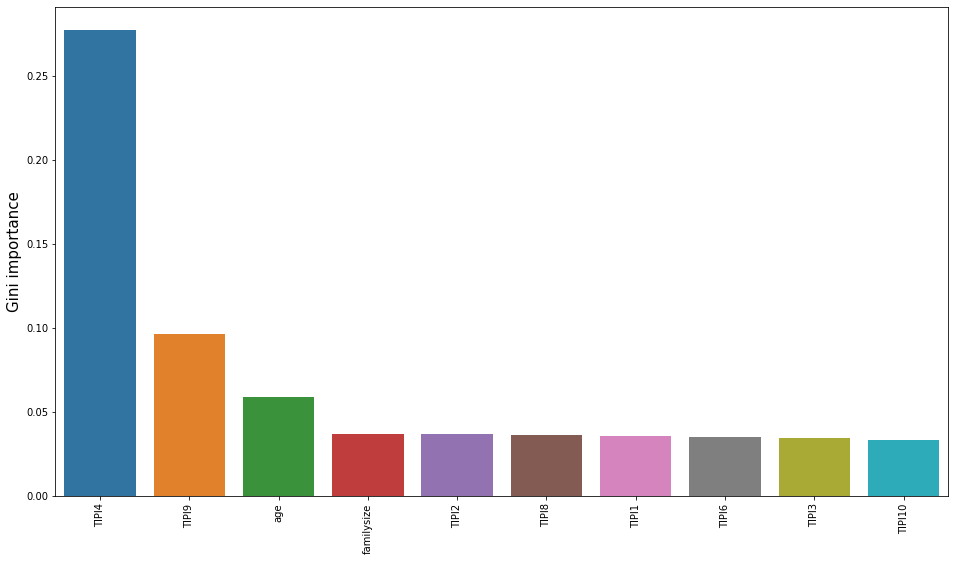 Gini importance
0.25
0.20
0.15
0.10
0.05
0.00
TIPI4
TIPI9
age
familysize
TIPI2
TIPI8
TIPI1
TIPI6
TIPI3
TIPI10